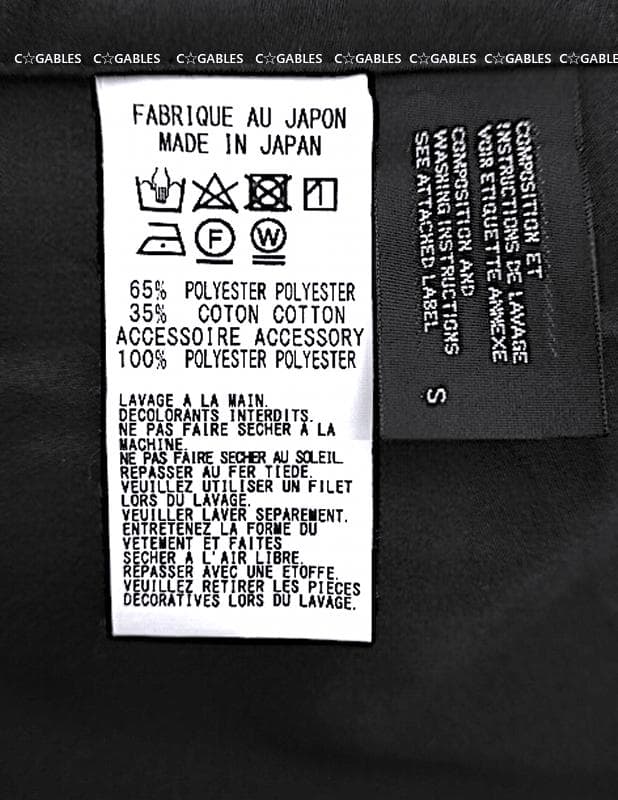 C☆GABLES C☆GABLES C☆GABLES C☆GABLES C☆GABLES C☆GABLES C☆GABLES C☆GABLE
FABRIQUE AU JAPON
MADE IN JAPAN
F W
65% POLYESTER POLYESTER
35% COTON COTTON
ACCESSOIRE ACCESSORY
100% POLYESTER POLYESTER
LAVAGE A LA MAIN.
DECOLORANTS INTERDITS.
NE PAS FAIRE SECHER A LA
MACHINE.
NE PAS FAIRE SECHER AU SOLEIL.
REPASSER AU FER TIEDE.
VEUILLEZ UTILISER UN FILET
LORS DU LAVAGE.
VEUILLER LAVER SEPAREMENT.
ENTRETENEZ LA FORME DU
VETEMENT ET FAITES
SECHER A L'AIR LIBRE.
REPASSER AVEC UNE ETOFFE.
VEUILLEZ RETIRER LES PIECES
DECORATIVES LORS DU LAVAGE.
COMPOSITION ET
INSTRUCTIONS DE LAVAGE
VOIR ETIQUETTE ANNEXE
COMPOSITION AND
WASHING INSTRUCTIONS
SEE ATTACHED LABEL
S